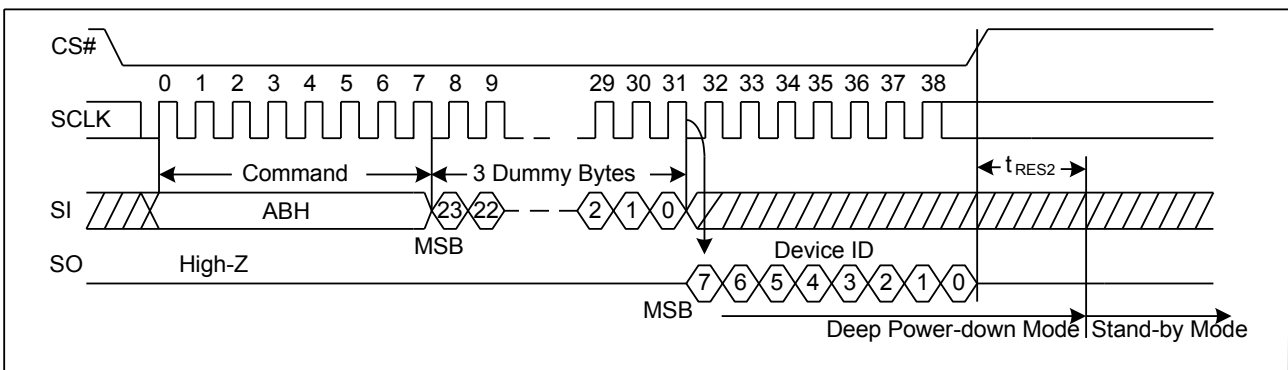 CS#
0 1 2 3 4 5 6 7 8 9 29 30 31 32 33 34 35 36 37 38
SCLK
Command 3 Dummy Bytes tRES2
SI ABH 23 22 2 1 0
MSB
SO High-Z Device ID
7 6 5 4 3 2 1 0
MSB
Deep Power-down Mode Stand-by Mode